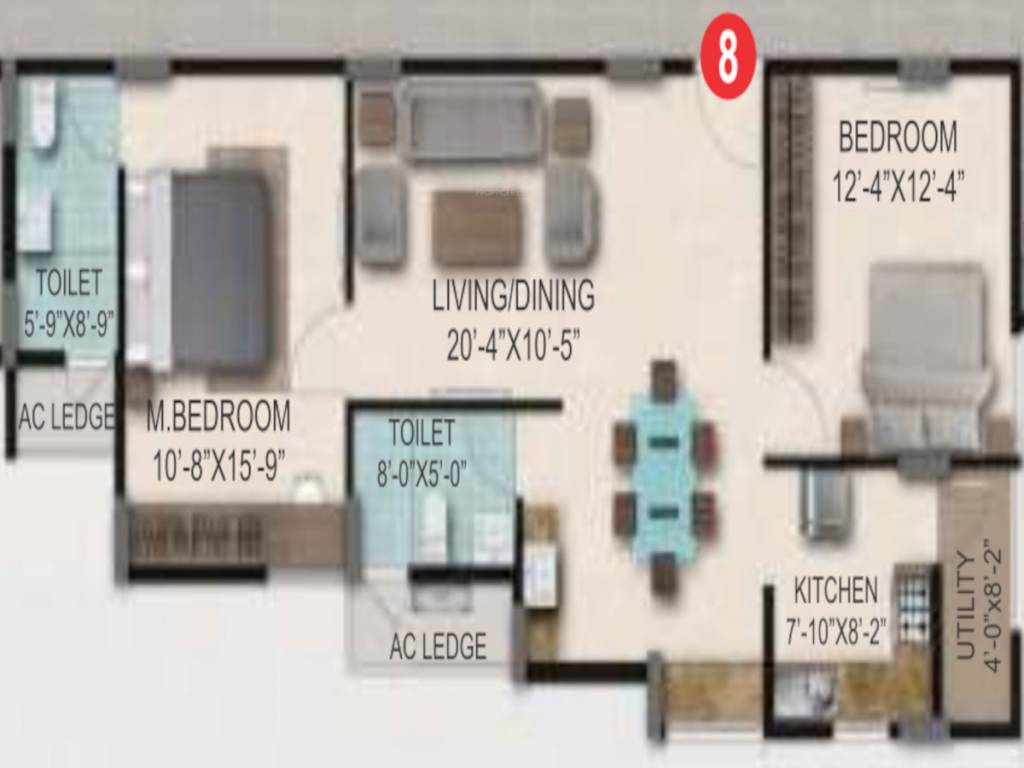 8
BEDROOM
12'-4"X12'-4"
TOILET
5'-9"X8'-9"
LIVING/DINING
20'-4"X10'-5"
AC LEDGE
M.BEDROOM
10'-8"X15'-9"
TOILET
8'-0"X5'-0"
KITCHEN
7'-10"X8'-2"
UTILITY
4'-0"x8'-2"
AC LEDGE